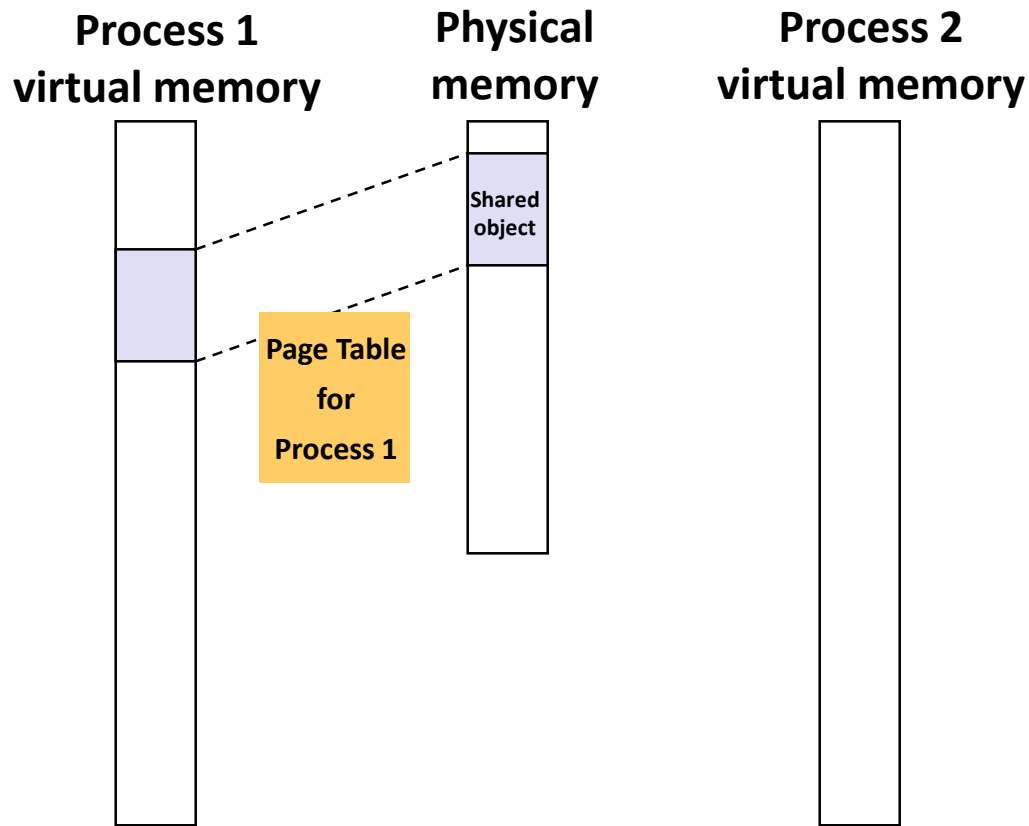 Process 1
virtual memory
Physical
memory
Process 2
virtual memory
Shared
object
Page Table
for
Process 1